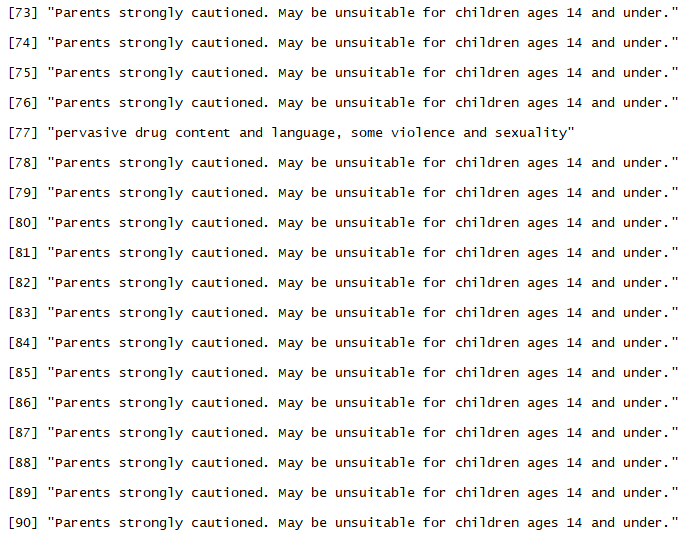 [73] "Parents strongly cautioned. May be unsuitable for children ages 14 and under."
[74] "Parents strongly cautioned. May be unsuitable for children ages 14 and under."
[75] "Parents strongly cautioned. May be unsuitable for children ages 14 and under."
[76] "Parents strongly cautioned. May be unsuitable for children ages 14 and under."
[77] "pervasive drug content and language, some violence and sexuality"
[78] "Parents strongly cautioned. May be unsuitable for children ages 14 and under."
[79] "Parents strongly cautioned. May be unsuitable for children ages 14 and under."
[80] "Parents strongly cautioned. May be unsuitable for children ages 14 and under."
[81] "Parents strongly cautioned. May be unsuitable for children ages 14 and under."
[82] "Parents strongly cautioned. May be unsuitable for children ages 14 and under."
[83] "Parents strongly cautioned. May be unsuitable for children ages 14 and under."
[84] "Parents strongly cautioned. May be unsuitable for children ages 14 and under."
[85] "Parents strongly cautioned. May be unsuitable for children ages 14 and under."
[86] "Parents strongly cautioned. May be unsuitable for children ages 14 and under."
[87] "Parents strongly cautioned. May be unsuitable for children ages 14 and under."
[88] "Parents strongly cautioned. May be unsuitable for children ages 14 and under."
[89] "Parents strongly cautioned. May be unsuitable for children ages 14 and under."
[90] "Parents strongly cautioned. May be unsuitable for children ages 14 and under."